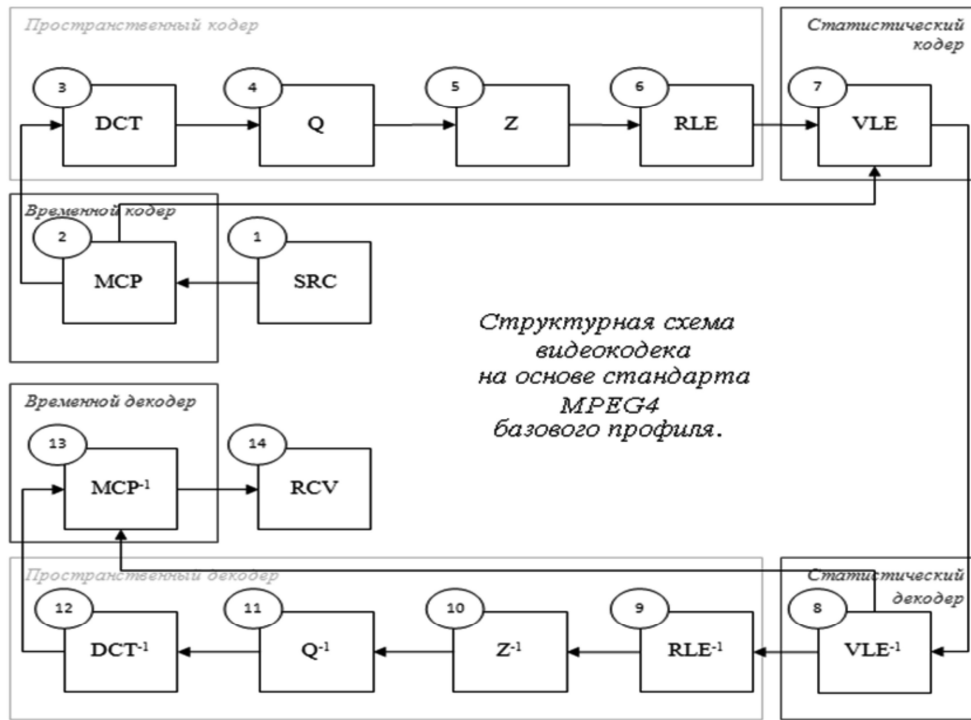 Пространственный кодер
Статистический
кодер
3
4
5
6
7
DCT
Q
Z
RLE
VLE
Временной кодер
2
1
MCP
SRC
Структурная схема
видеокодека
на основе стандарта
MPEG4
базового профиля.
Временной декодер
13
14
MCP-1
RCV
Пространственный декодер
Статистический
декодер
12
11
10
9
8
DCT-1
Q-1
Z-1
RLE-1
VLE-1